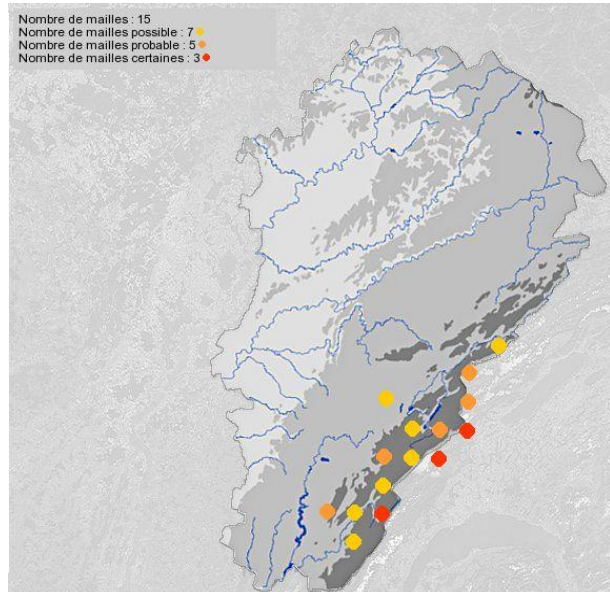 Nombre de mailles : 15
Nombre de mailles possible : 7
Nombre de mailles probable : 5
Nombre de mailles certaines : 3